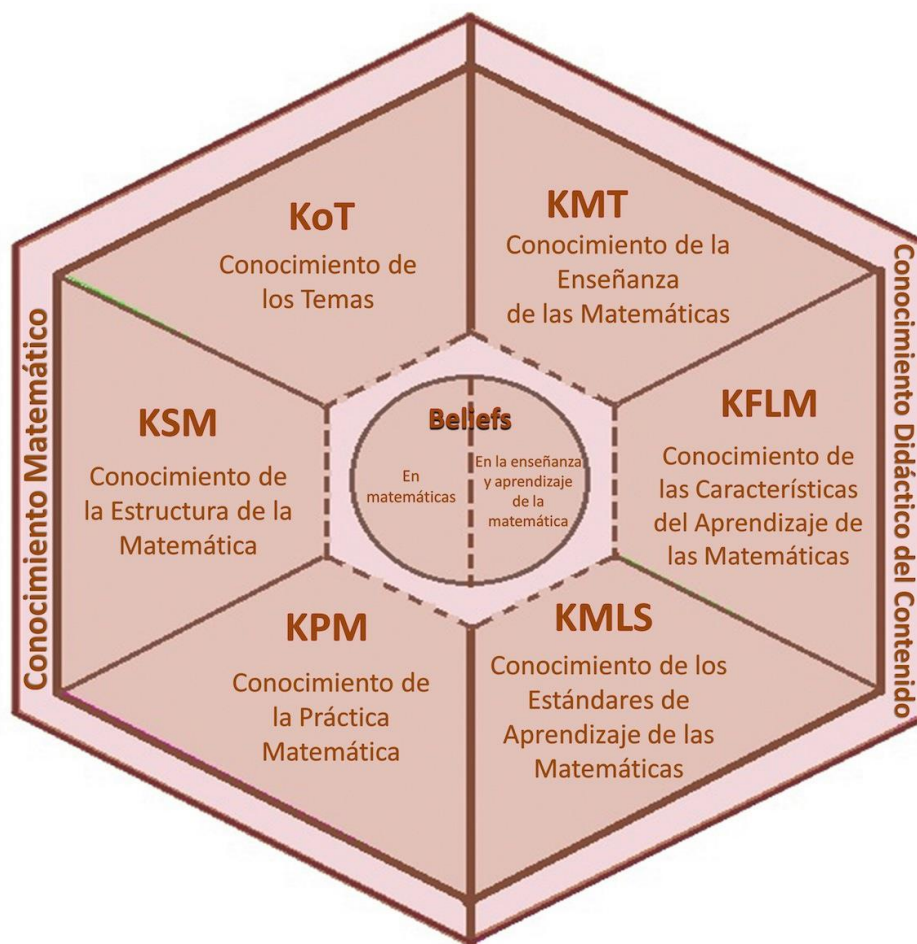 KoT
Conocimiento de
los Temas
KMT
Conocimiento de la
Enseñanza
de las Matemáticas
Conocimiento Matemático
KSM
Conocimiento de
la Estructura de la
Matemática
Beliefs
En
matemáticas
En la enseñanza
y aprendizaje
de la
matemática
KFLM
Conocimiento de
las Características
del Aprendizaje de
las Matemáticas
Conocimiento Didáctico del Contenido
KPM
Conocimiento de
la Práctica
Matemática
KMLS
Conocimiento de los
Estándares de
Aprendizaje de las
Matemáticas